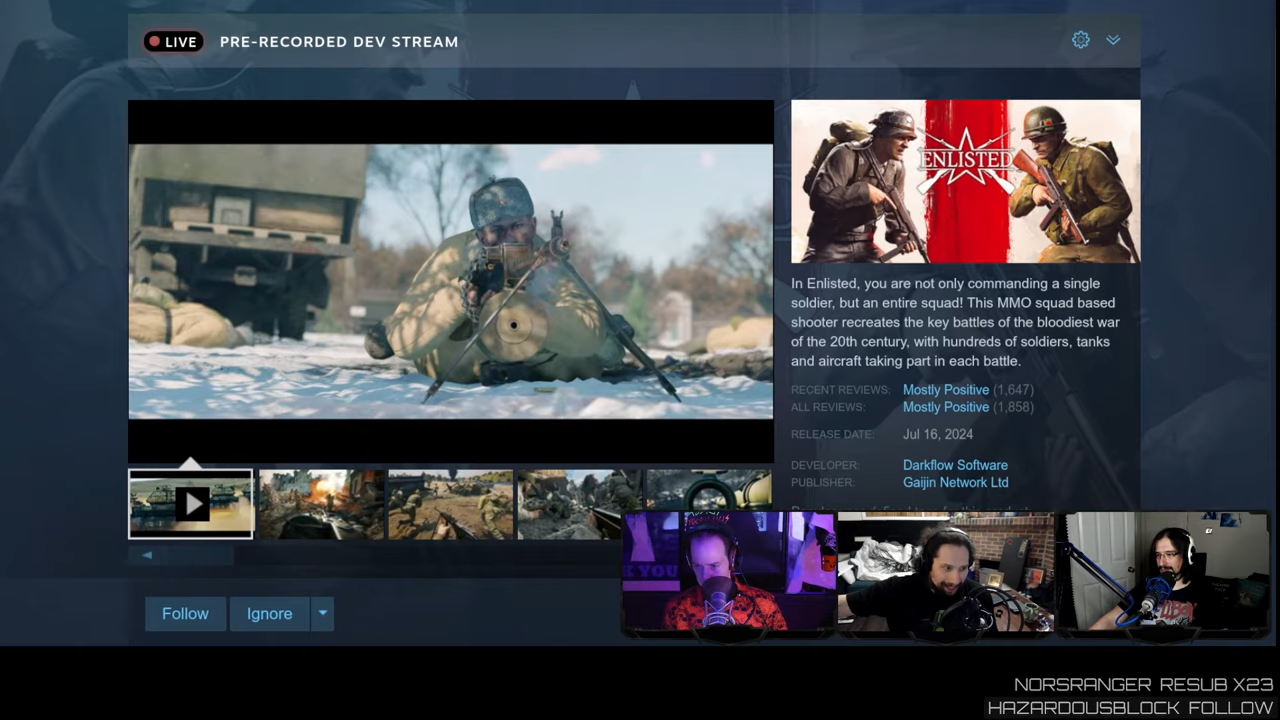 LIVE PRE-RECORDED DEV STREAM
ENLISTED
In Enlisted, you are not only commanding a single
soldier, but an entire squad! This MMO squad based
shooter recreates the key battles of the bloodiest war
of the 20th century, with hundreds of soldiers, tanks
and aircraft taking part in each battle.
RECENT REVIEWS: Mostly Positive (1,647)
ALL REVIEWS: Mostly Positive (1,858)
RELEASE DATE: Jul 16, 2024
DEVELOPER: Darkflow Software
PUBLISHER: Gaijin Network Ltd
Follow Ignore
NORSRANGER RESUB X23
HAZARDOUSBLOCK FOLLOW